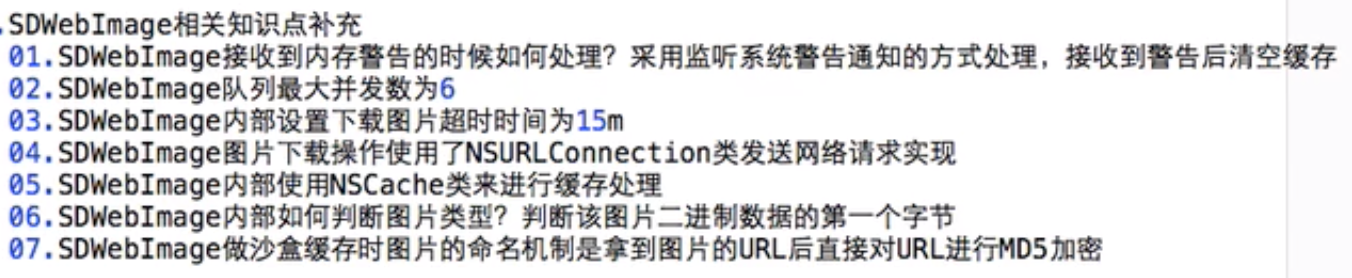 .SDWebImage相关知识点补充
01.SDWebImage接收到内存警告的时候如何处理？采用监听系统警告通知的方式处理，接收到警告后清空缓存
02.SDWebImage队列最大并发数为6
03.SDWebImage内部设置下载图片超时时间为15m
04.SDWebImage图片下载操作使用了NSURLConnection类发送网络请求实现
05.SDWebImage内部使用NSCache类来进行缓存处理
06.SDWebImage内部如何判断图片类型？判断该图片二进制数据的第一个字节
07.SDWebImage做沙盒缓存时图片的命名机制是拿到图片的URL后直接对URL进行MD5加密